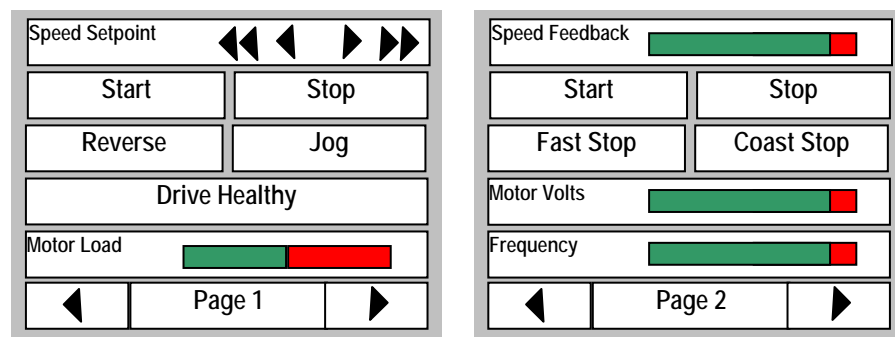 Speed Setpoint
Start Stop
Reverse Jog
Drive Healthy
Motor Load
Page 1
Speed Feedback
Start Stop
Fast Stop Coast Stop
Motor Volts
Frequency
Page 2